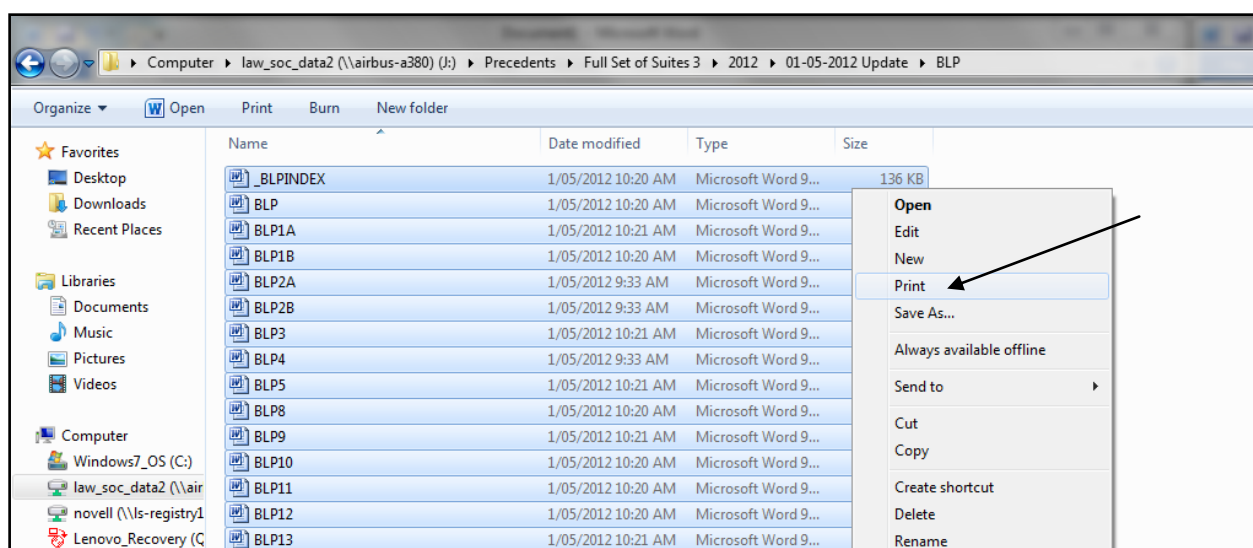 Computer ▸ law_soc_data2 (\\airbus-a380) (J:) ▸ Precedents ▸ Full Set of Suites 3 ▸ 2012 ▸ 01-05-2012 Update ▸ BLP
Organize Open Print Burn New folder
Name Date modified Type Size
Favorites
Desktop
Downloads
Recent Places
Libraries
Documents
Music
Pictures
Videos
Computer
Windows7_OS (C:)
law_soc_data2 (\\air
novell (\\ls-registry1
Lenovo_Recovery (Q
_BLPINDEX 1/05/2012 10:20 AM Microsoft Word 9... 136 KB
BLP 1/05/2012 10:20 AM Microsoft Word 9...
BLP1A 1/05/2012 10:21 AM Microsoft Word 9...
BLP1B 1/05/2012 10:20 AM Microsoft Word 9...
BLP2A 1/05/2012 9:33 AM Microsoft Word 9...
BLP2B 1/05/2012 9:33 AM Microsoft Word 9...
BLP3 1/05/2012 10:21 AM Microsoft Word 9...
BLP4 1/05/2012 9:33 AM Microsoft Word 9...
BLP5 1/05/2012 10:21 AM Microsoft Word 9...
BLP8 1/05/2012 10:20 AM Microsoft Word 9...
BLP9 1/05/2012 10:21 AM Microsoft Word 9...
BLP10 1/05/2012 10:20 AM Microsoft Word 9...
BLP11 1/05/2012 10:20 AM Microsoft Word 9...
BLP12 1/05/2012 10:20 AM Microsoft Word 9...
BLP13 1/05/2012 10:21 AM Microsoft Word 9...
Open
Edit
New
Print
Save As...
Always available offline
Send to
Cut
Copy
Create shortcut
Delete
Rename